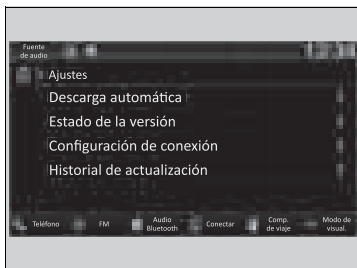 Fuente
de audio
Ajustes
Descarga automática
Estado de la versión
Configuración de conexión
Historial de actualización
Teléfono
FM
Audio
Bluetooth
Conectar
Comp.
de viaje
Modo de
visual.